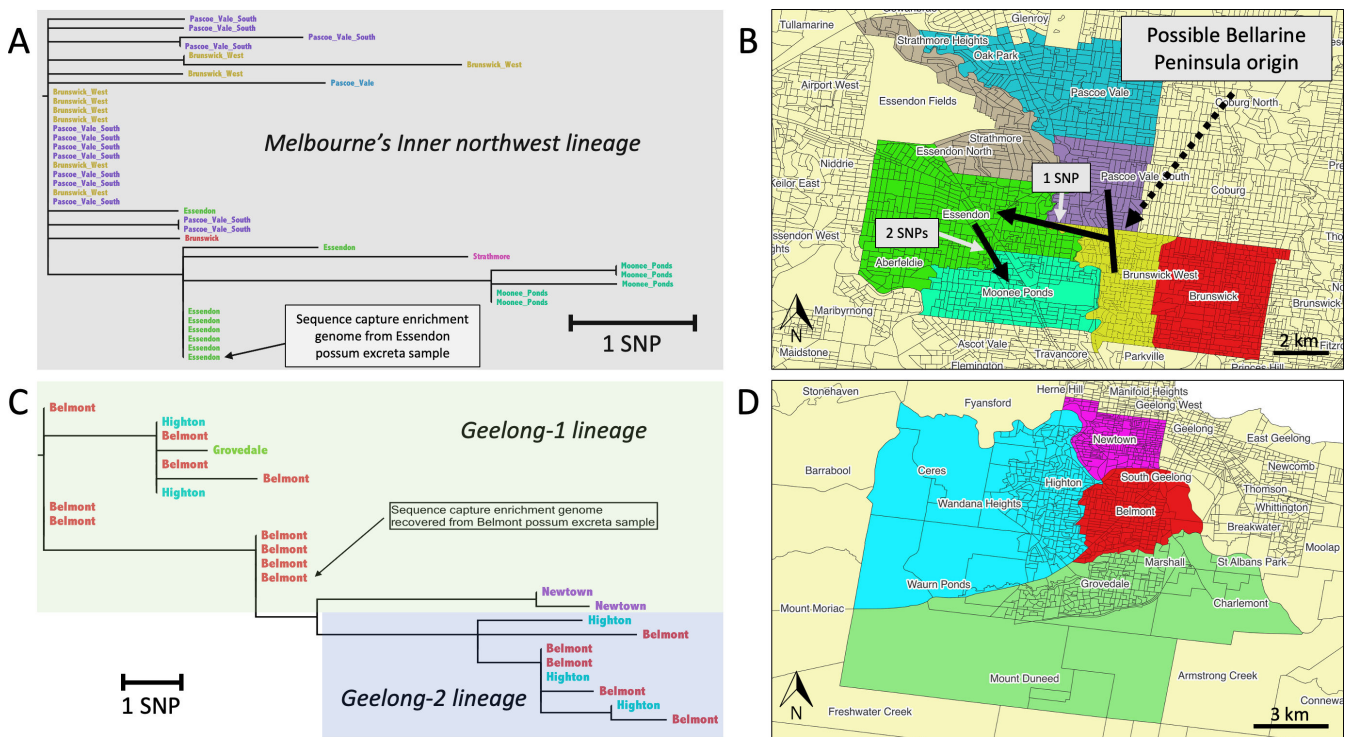 A
Pascoe_Vale_South
Pascoe_Vale_South
Pascoe_Vale_South
Pascoe_Vale_South
Brunswick_West
Brunswick_West
Brunswick_West
Pascoe_Vale
Brunswick_West
Brunswick_West
Brunswick_West
Brunswick_West
Pascoe_Vale_South
Pascoe_Vale_South
Pascoe_Vale_South
Pascoe_Vale_South
Brunswick_West
Pascoe_Vale_South
Pascoe_Vale_South
Brunswick_West
Pascoe_Vale_South
Melbourne's Inner northwest lineage
Essendon
Pascoe_Vale_South
Pascoe_Vale_South
Brunswick
Essendon
Strathmore
Moonee_Ponds
Moonee_Ponds
Moonee_Ponds
Moonee_Ponds
Moonee_Ponds
Essendon
Essendon
Essendon
Essendon
Essendon
Essendon
Sequence capture enrichment
genome from Essendon
possum excreta sample
1 SNP
B
Tullamarine
Glenroy
Strathmore Heights
Oak Park
Possible Bellarine
Peninsula origin
Airport West
Pascoe Vale
Coburg North
Essendon Fields
Strathmore
Essendon North
Niddrie
1 SNP
Pascoe Vale South
Keilor East
Coburg
Essendon
2 SNPs
Aberfeldie
Brunswick West
Moonee Ponds
Brunswick
Maribyrnong
N
Ascot Vale
Travancore
Parkville
Maidstone
Flemington
2 km
C
Belmont
Highton
Belmont
Grovedale
Belmont
Belmont
Highton
Belmont
Belmont
Geelong-1 lineage
Sequence capture enrichment genome
recovered from Belmont possum excreta sample
Belmont
Belmont
Belmont
Belmont
Newtown
Newtown
Highton
Belmont
Belmont
Belmont
Highton
Belmont
Highton
Belmont
Geelong-2 lineage
1 SNP
D
Stonehaven
Herne Hill
Manifold Heights
Fyansford
Geelong West
Newtown
Geelong
East Geelong
Barrabool
Ceres
Highton
South Geelong
Newcomb
Wandana Heights
Thomson
Belmont
Whittington
Breakwater
Moolap
Waurn Ponds
Marshall
St Albans Park
Grovedale
Mount Moriac
Charlemont
Mount Duneed
Armstrong Creek
N
Freshwater Creek
3 km